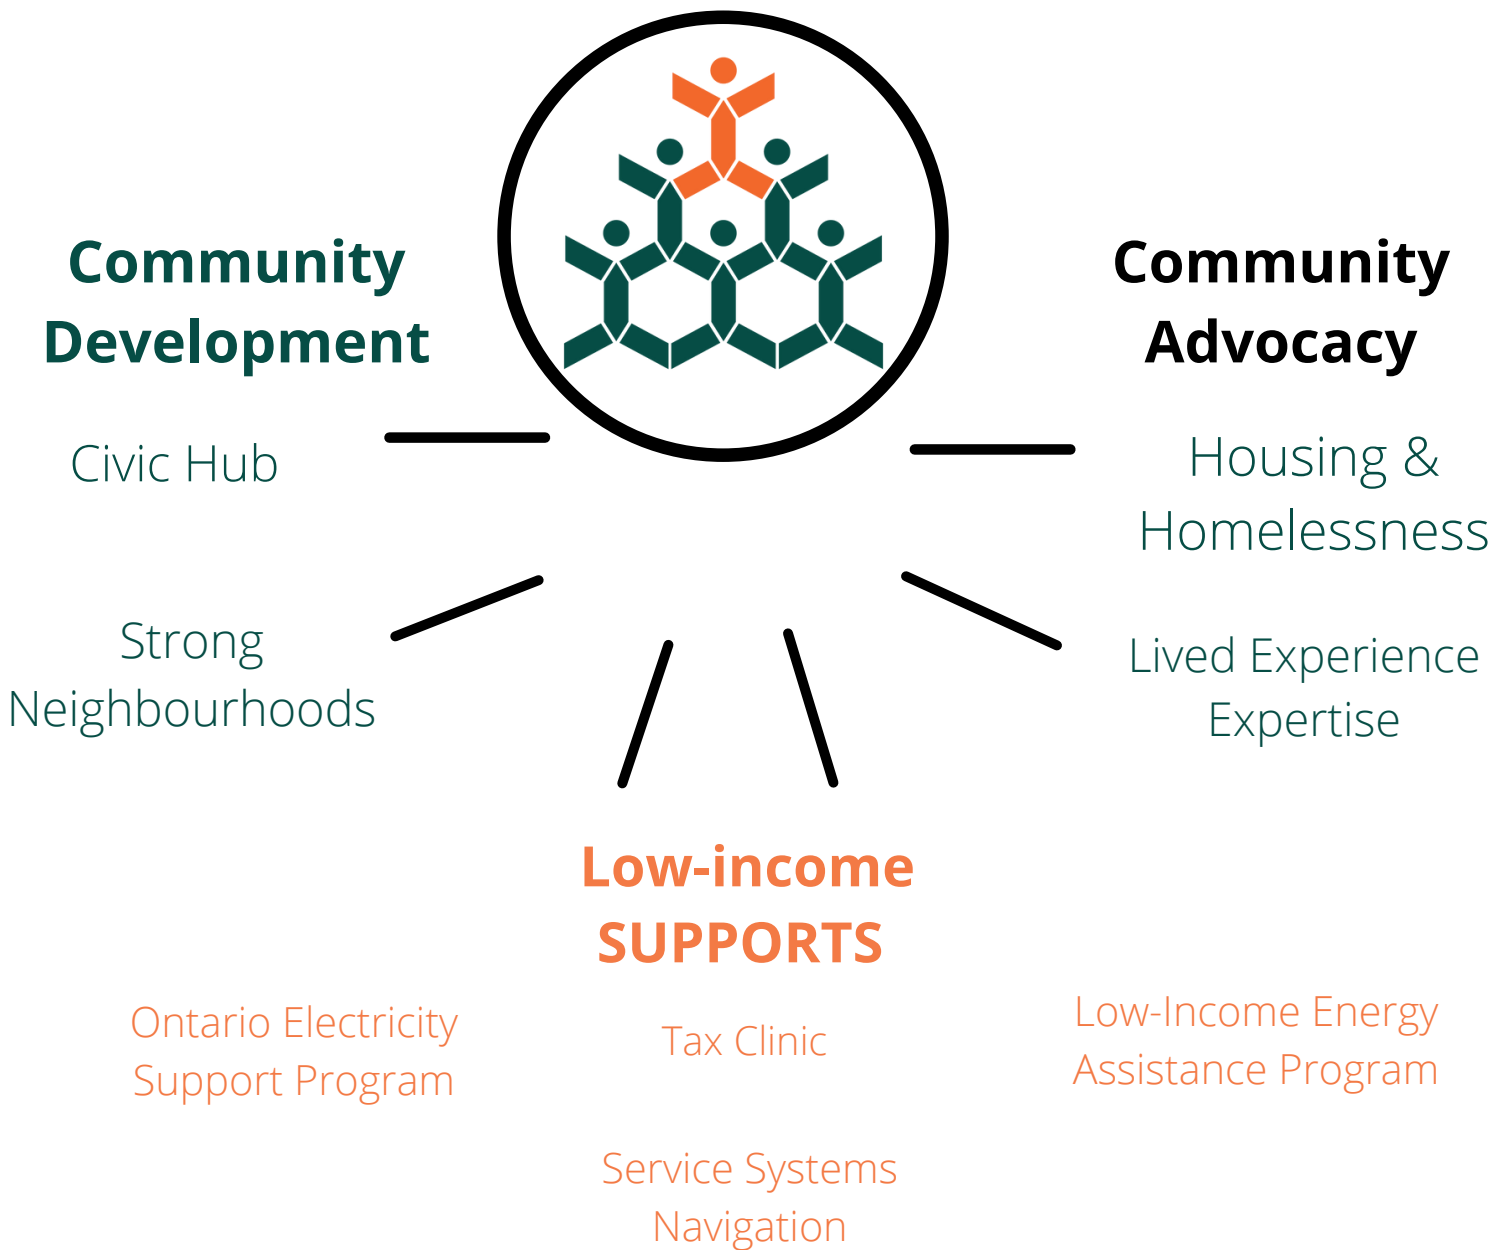 Community
Development
Civic Hub
Strong
Neighbourhoods
Community
Advocacy
Housing &
Homelessness
Lived Experience
Expertise
Low-income
SUPPORTS
Ontario Electricity
Support Program
Tax Clinic
Low-Income Energy
Assistance Program
Service Systems
Navigation